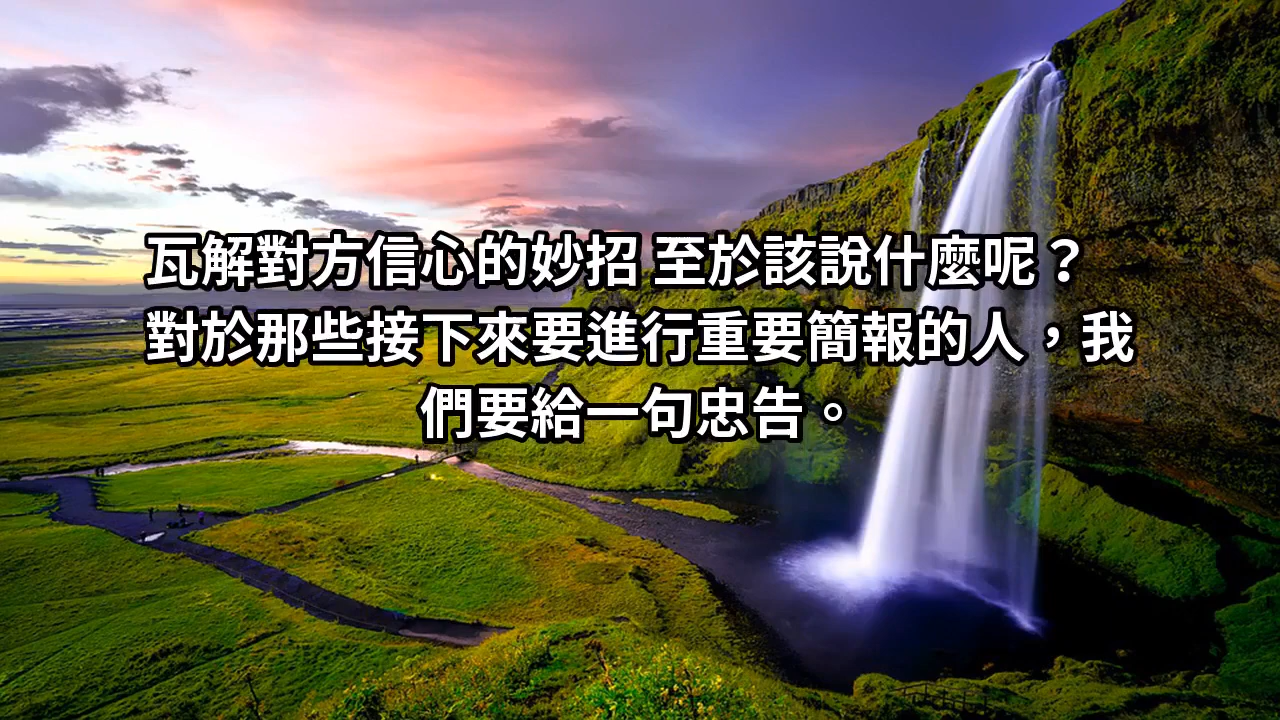 瓦解對方信心的妙招 至於該說什麼呢？
對於那些接下來要進行重要簡報的人，我
們要給一句忠告。